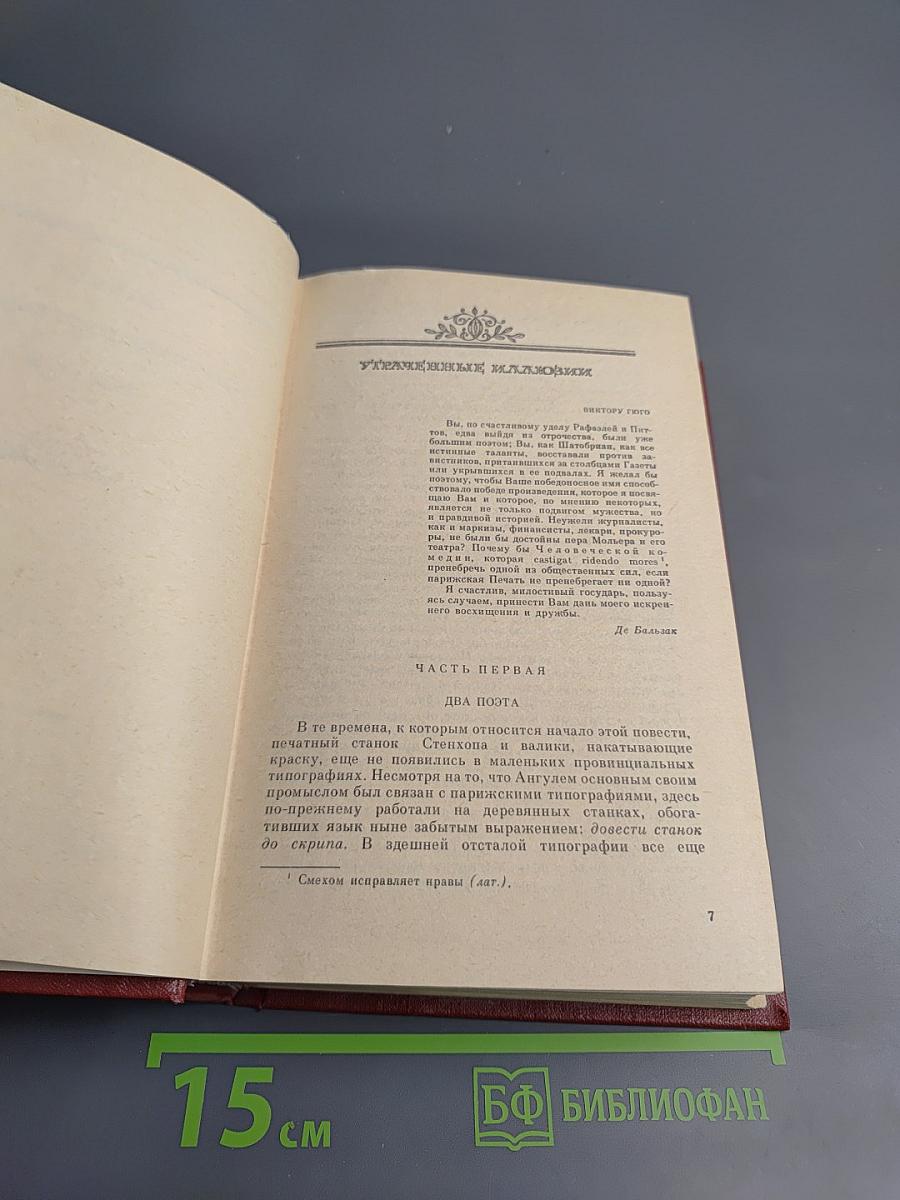 УТРАЧЕННЫЕ ИЛЛЮЗИИ
ВИКТОРУ ГЮГО
Вы, по счастливому уделу Рафаэлей и Пит-
тов, едва выйдя из отрочества, были уже
большим поэтом; Вы, как Шатобриан, как все
истинные таланты, восставали против за-
вистников, притаившихся за столбцами Газеты
или укрывшихся в ее подвалах. Я желал бы
поэтому, чтобы Ваше победоносное имя способ-
ствовало победе произведения, которое я посвя-
щаю Вам и которое, по мнению некоторых,
является не только подвигом мужества, но
и правдивой историей. Неужели журналисты,
как и маркизы, финансисты, лекари, прокуро-
ры, не были бы достойны пера Мольера и его
театра? Почему бы Человеческой ко-
медии, которая castigat ridendo mores¹,
пренебречь одной из общественных сил, если
парижская Печать не пренебрегает ни одной?
Я счастлив, милостивый государь, пользу-
ясь случаем, принести Вам дань моего искрен-
него восхищения и дружбы.
Де Бальзак
ЧАСТЬ ПЕРВАЯ
ДВА ПОЭТА
В те времена, к которым относится начало этой повести,
печатный станок Стенхопа и валики, накатывающие
краску, еще не появились в маленьких провинциальных
типографиях. Несмотря на то, что Ангулем основным своим
промыслом был связан с парижскими типографиями, здесь
по-прежнему работали на деревянных станках, обога-
тивших язык ныне забытым выражением: довести станок
до скрипа. В здешней отсталой типографии все еще
¹ Смехом исправляет нравы (лат.).
7
15 см
БФ БИБЛИОФАН